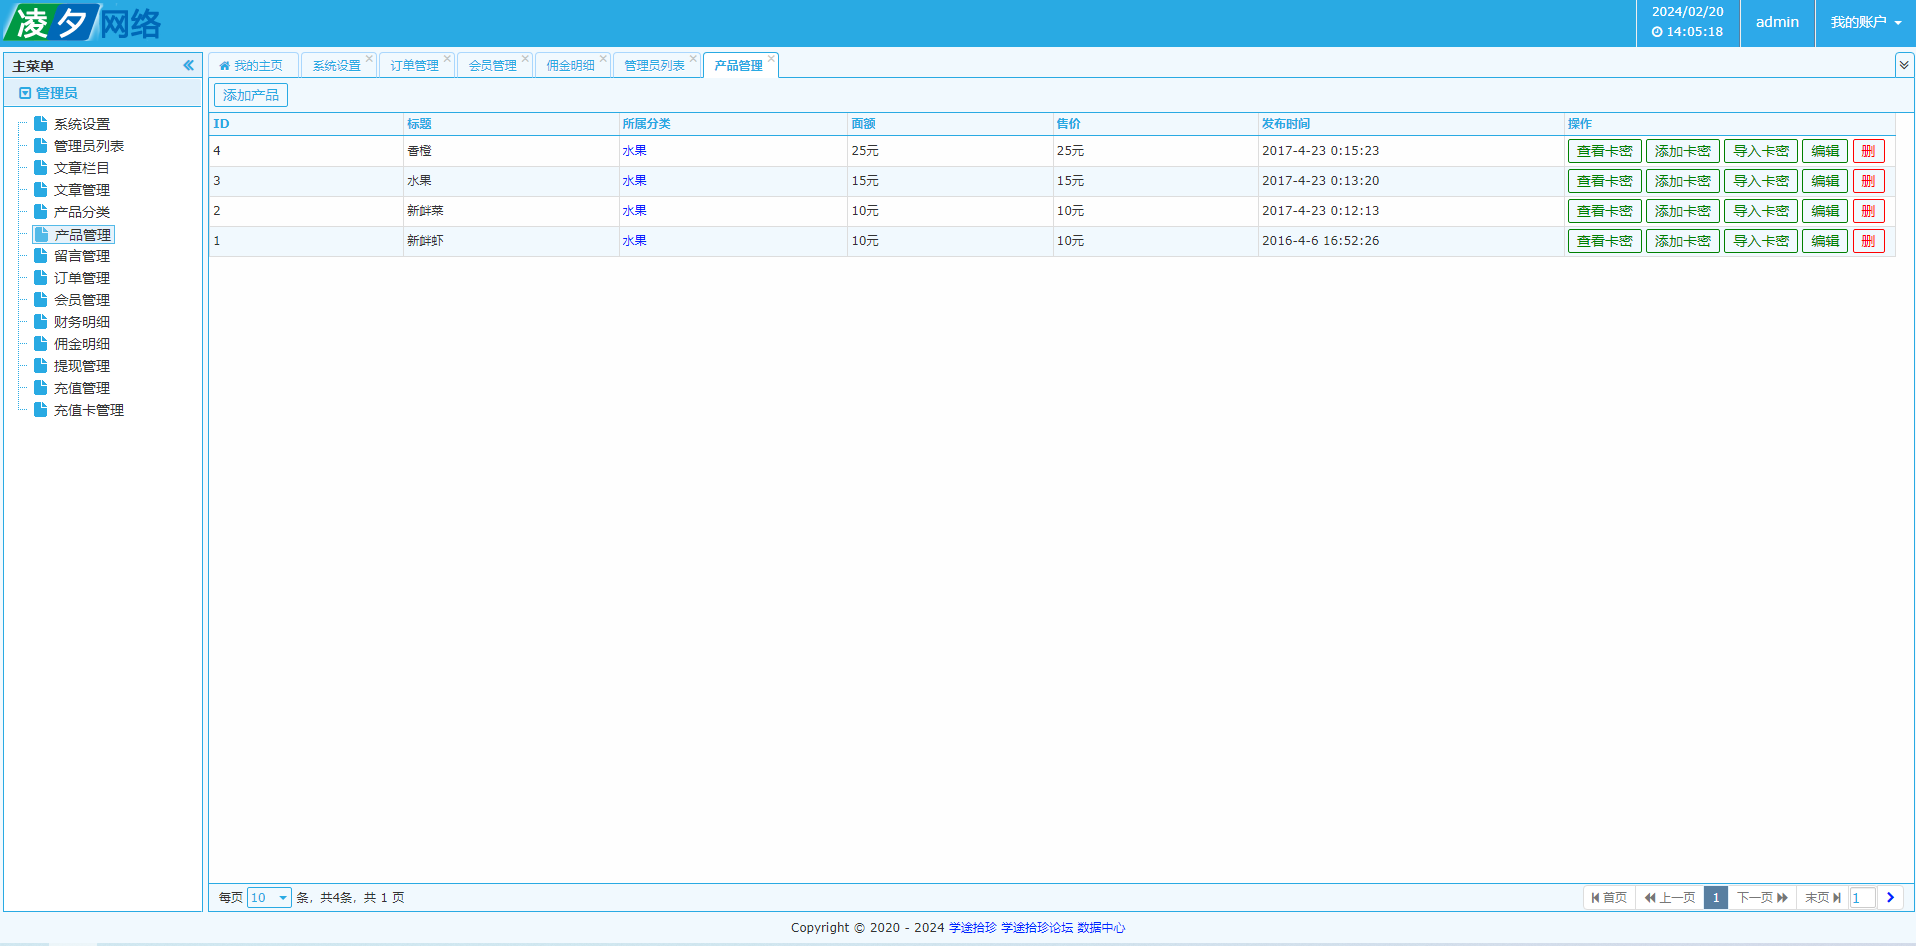 凌夕网络
2024/02/20
14:05:18
admin
我的账户
主菜单
管理员
系统设置
管理员列表
文章栏目
文章管理
产品分类
产品管理
留言管理
订单管理
会员管理
财务明细
佣金明细
提现管理
充值管理
充值卡管理
我的主页 系统设置 订单管理 会员管理 佣金明细 管理员列表 产品管理
添加产品
ID 标题 所属分类 面额 售价 发布时间 操作
4 香橙 水果 25元 25元 2017-4-23 0:15:23 查看卡密 添加卡密 导入卡密 编辑 删
3 水果 水果 15元 15元 2017-4-23 0:13:20 查看卡密 添加卡密 导入卡密 编辑 删
2 新鲜菜 水果 10元 10元 2017-4-23 0:12:13 查看卡密 添加卡密 导入卡密 编辑 删
1 新鲜虾 水果 10元 10元 2016-4-6 16:52:26 查看卡密 添加卡密 导入卡密 编辑 删
每页 10 条，共4条，共 1 页
首页 上一页 1 下一页 末页 1
Copyright © 2020 - 2024 学途拾珍 学途拾珍论坛 数据中心